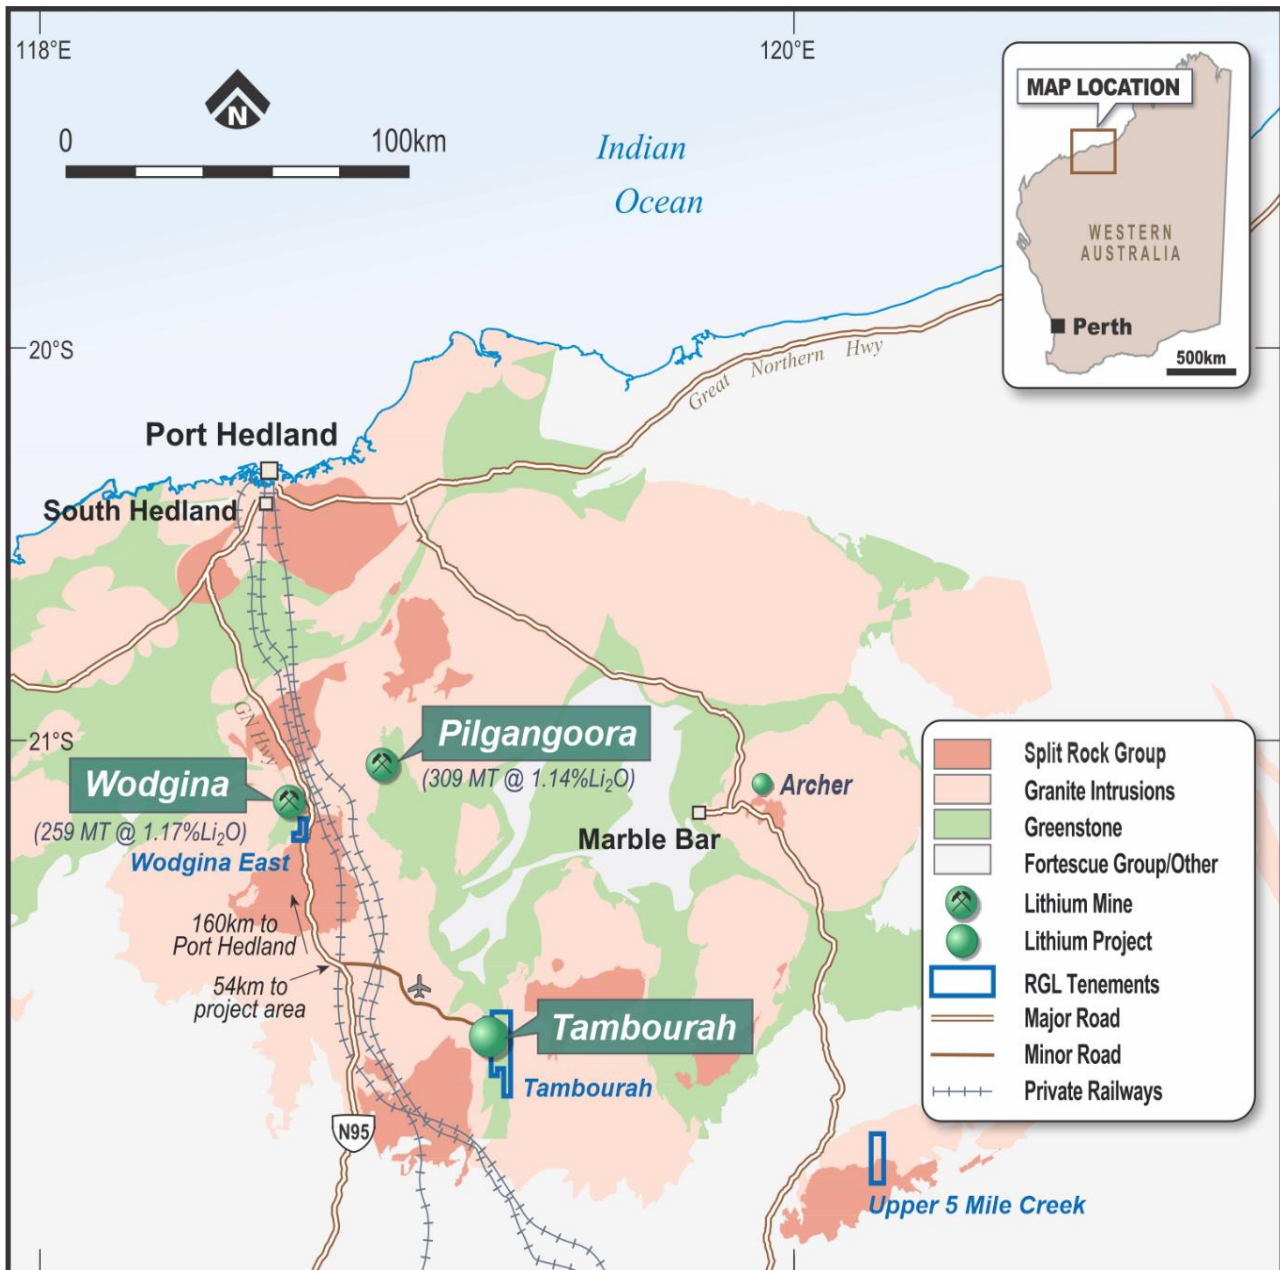 118°E
120°E
N
0
100km
Indian
Ocean
MAP LOCATION
WESTERN
AUSTRALIA
Perth
500km
20°S
Great Northern Hwy
Port Hedland
South Hedland
GN Hwy
21°S
Pilgangoora
(309 MT @ 1.14%Li₂O)
Wodgina
(259 MT @ 1.17%Li₂O)
Wodgina East
Archer
Marble Bar
160km to
Port Hedland
54km to
project area
Tambourah
Tambourah
N95
Upper 5 Mile Creek
Split Rock Group
Granite Intrusions
Greenstone
Fortescue Group/Other
Lithium Mine
Lithium Project
RGL Tenements
Major Road
Minor Road
Private Railways